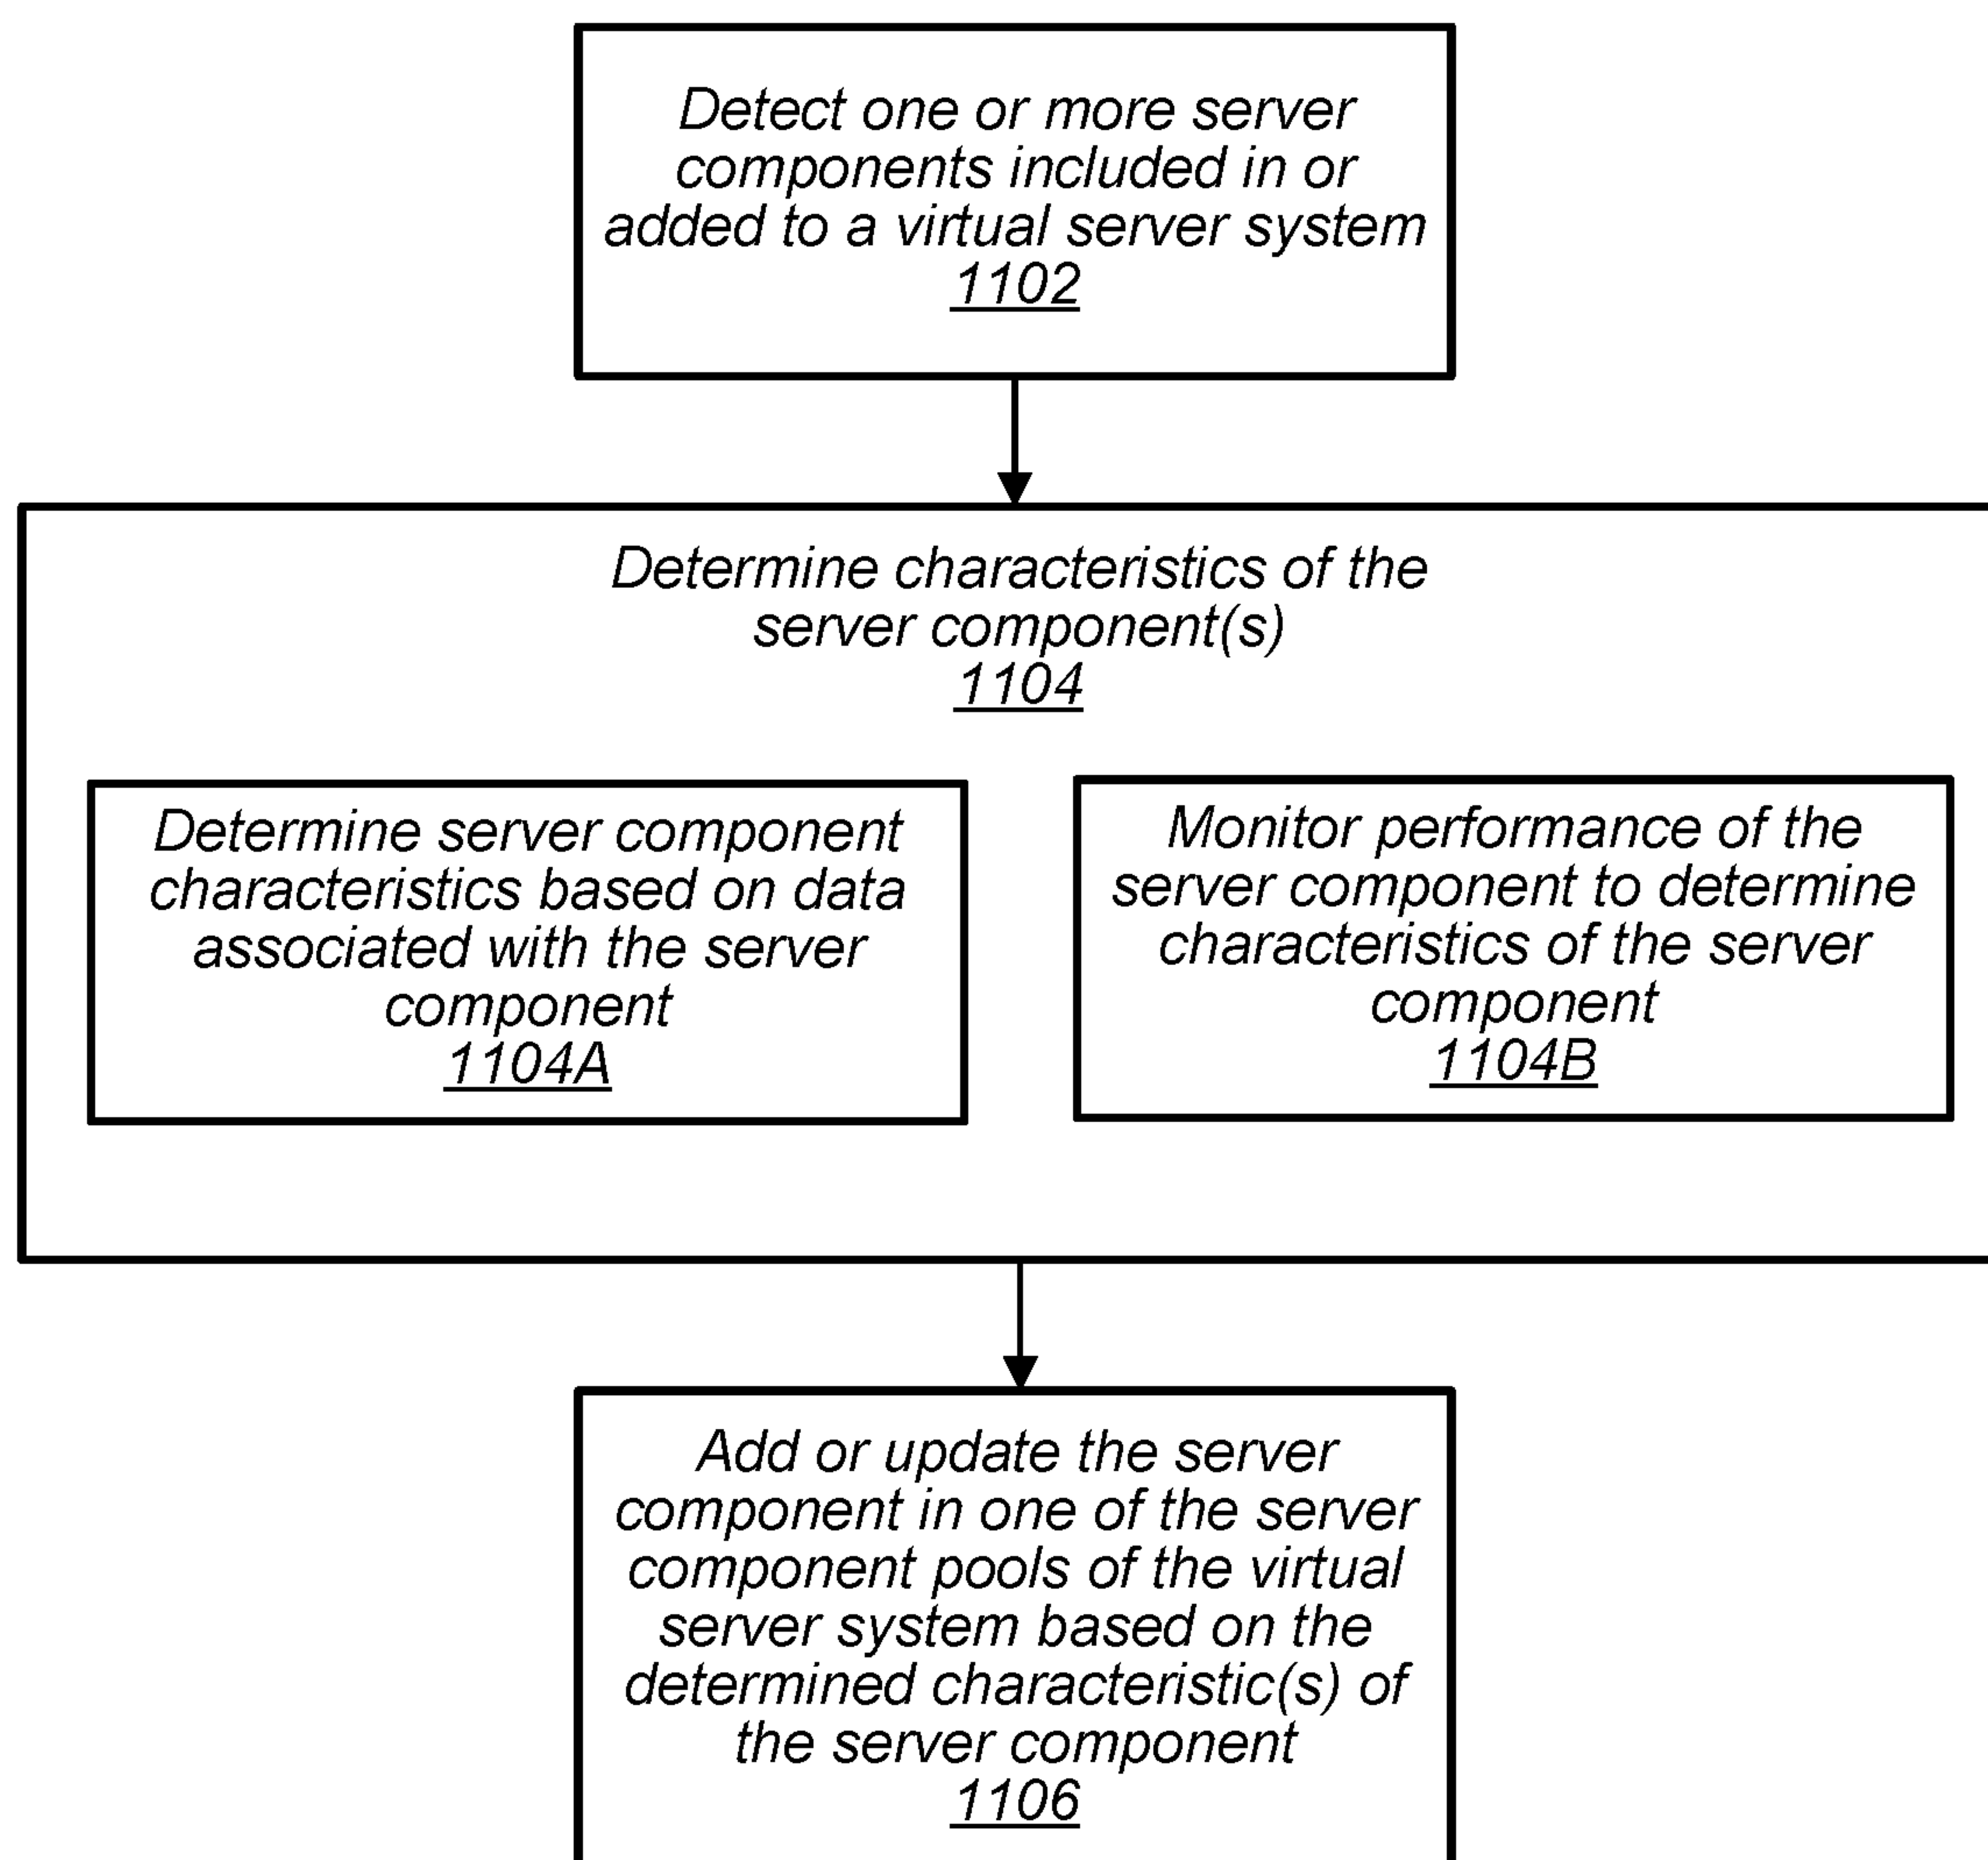 Detect one or more server
components included in or
added to a virtual server system
1102
Determine characteristics of the
server component(s)
1104
Determine server component
characteristics based on data
associated with the server
component
1104A
Monitor performance of the
server component to determine
characteristics of the server
component
1104B
Add or update the server
component in one of the server
component pools of the virtual
server system based on the
determined characteristic(s) of
the server component
1106